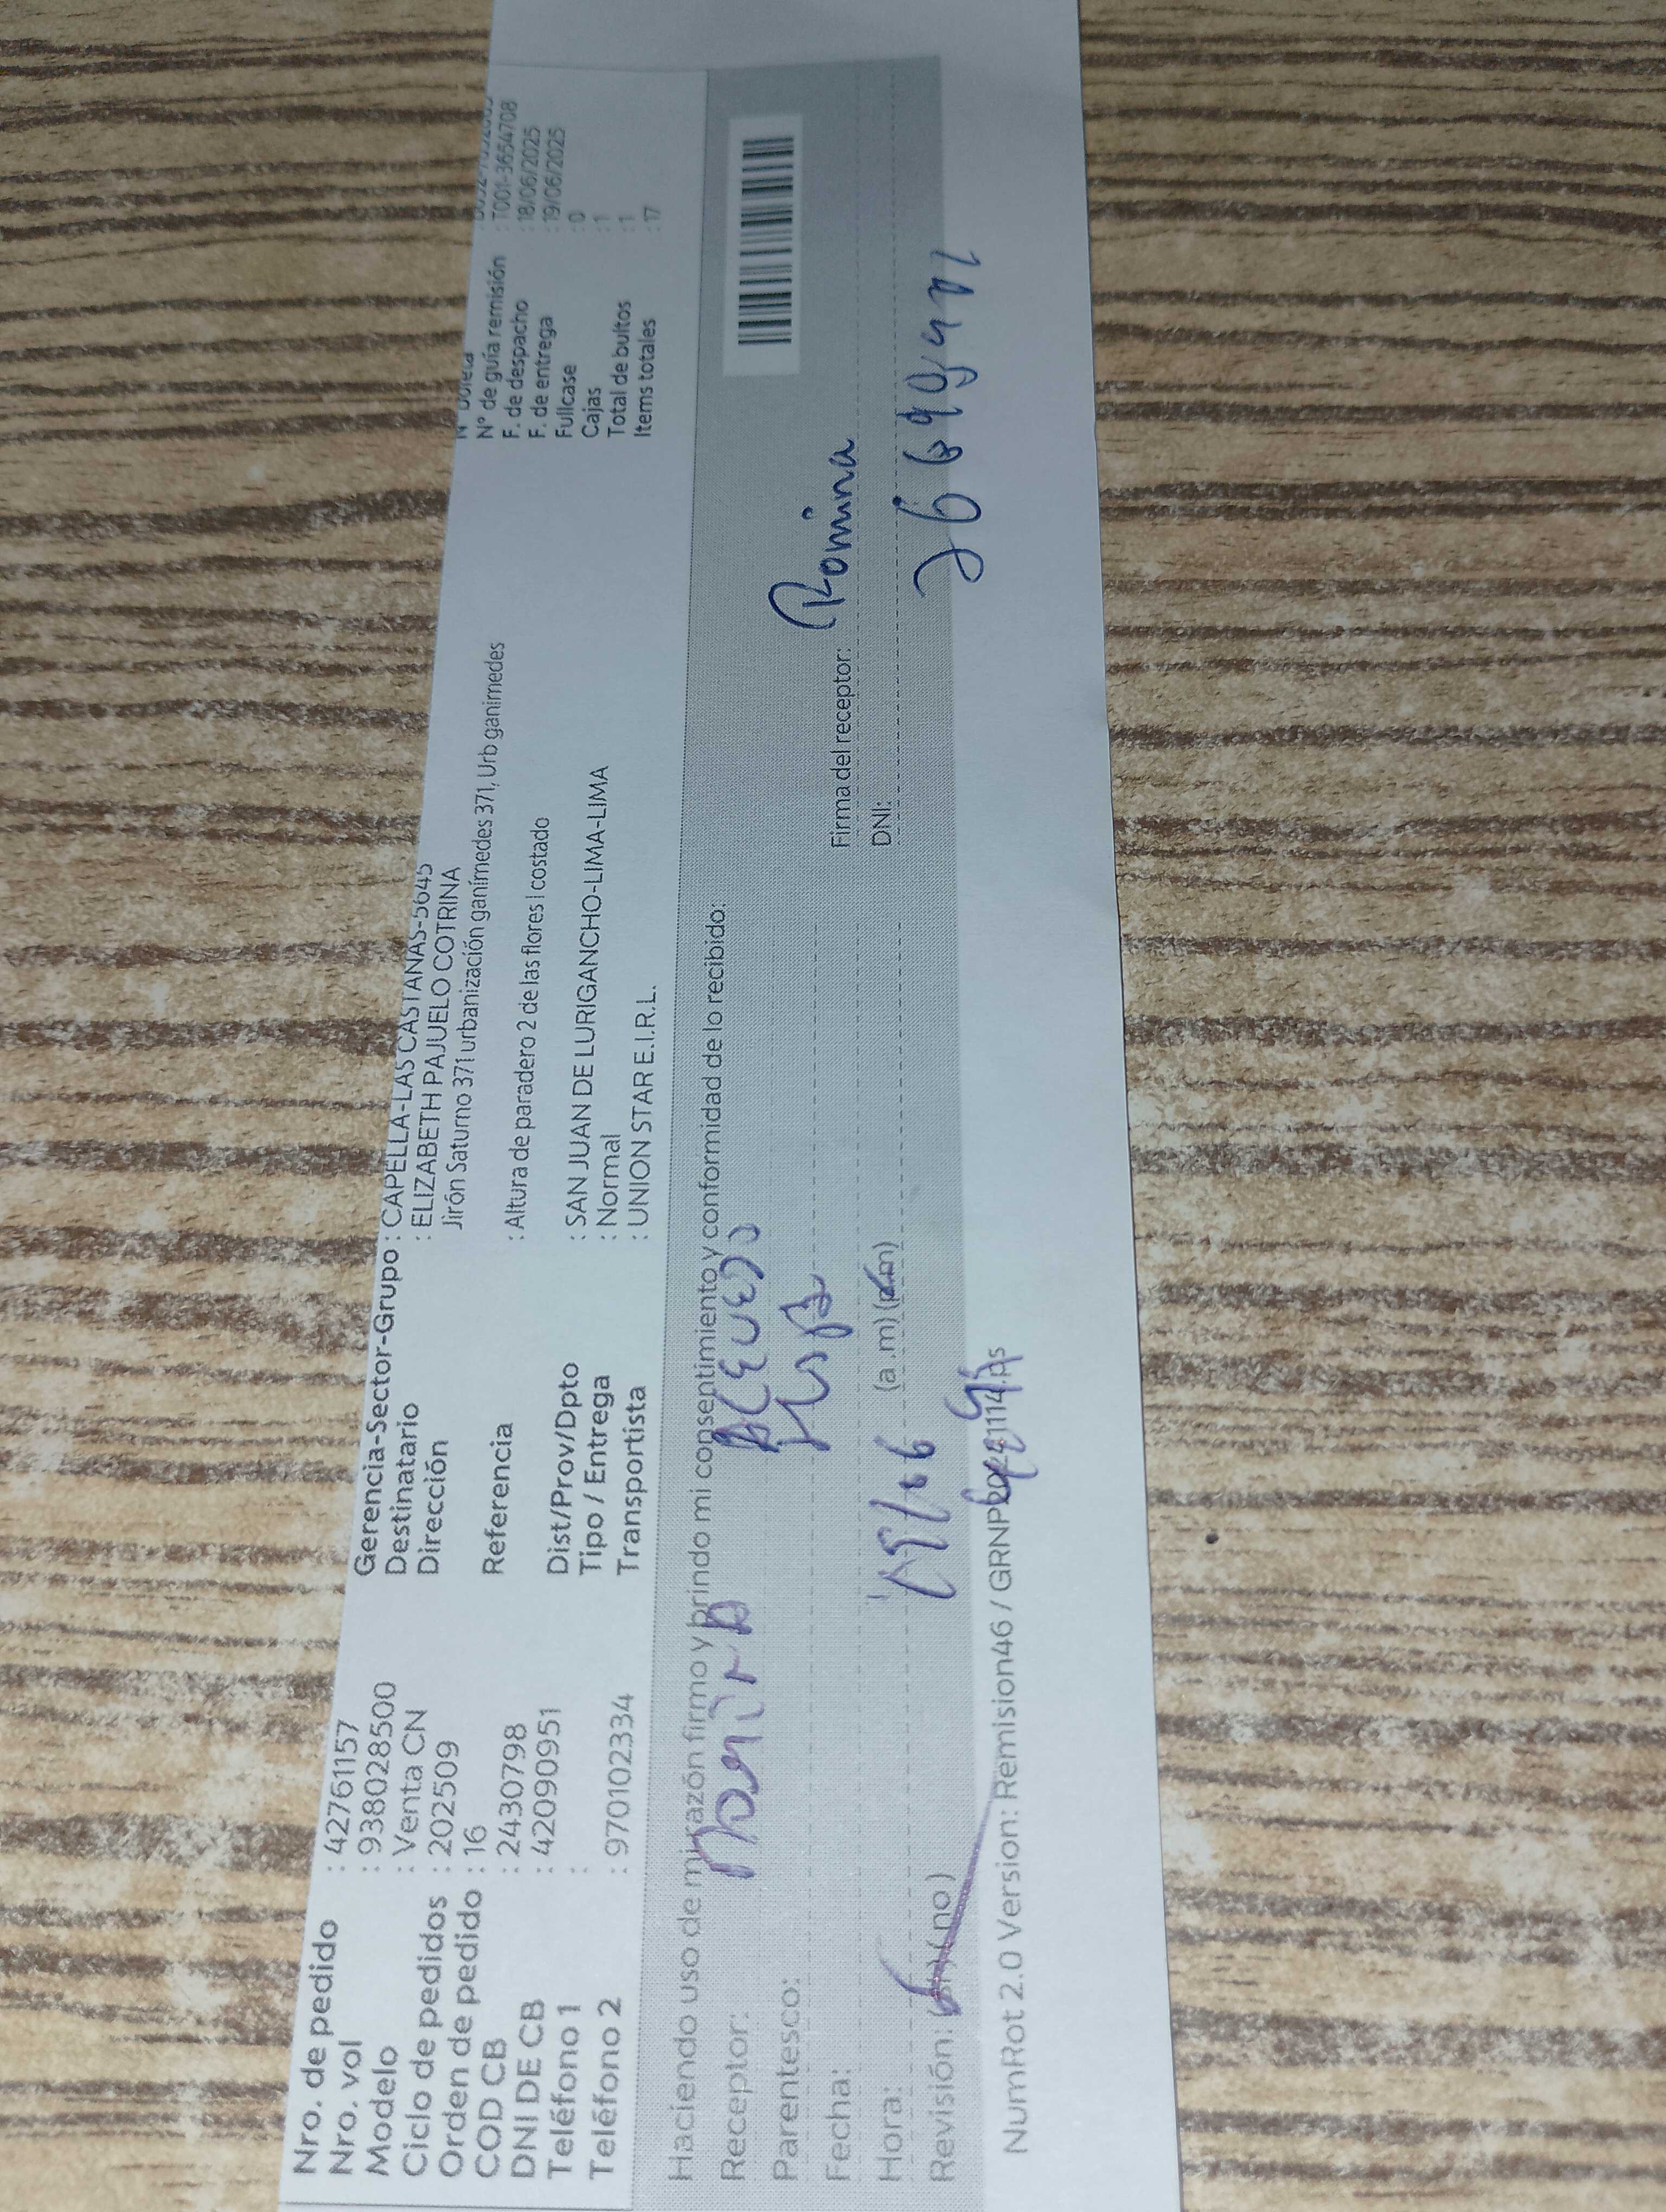 Nro. de pedido : 42761157
Nro. vol : 9380285500
Modelo : Venta CN
Ciclo de pedidos : 202509
Orden de pedido : 16
COD CB : 2430798
DNI DE CB : 42090951
Teléfono 1 :
Teléfono 2 : 970102334
Gerencia-Sector-Grupo : CAPELLA-LAS CASTANAS-5645
Destinatario : ELIZABETH PAJUELO COTRINA
Dirección Jirón Saturno 371 urbanización ganímedes 371, Urb ganimedes
Referencia : Altura de paradero 2 de las flores | costado
Dist/Prov/Dpto : SAN JUAN DE LURIGANCHO-LIMA-LIMA
Tipo / Entrega : Normal
Transportista : UNION STAR E.I.R.L.
N° boleta
N° de guía remisión : T001-3654708
F. de despacho : 18/06/2025
F. de entrega : 19/06/2025
Fullcase : 0
Cajas : 1
Total de bultos : 1
Items totales : 17
Haciendo uso de mi razón firmo y brindo mi consentimiento y conformidad de lo recibido:
Receptor:
Parentesco:
Fecha:
Hora: (a.m) (p.m)
Revisión: (si) (no)
Firma del receptor: Romina
DNI:
NumRot 2.0 Version: Remision46 / GRNP